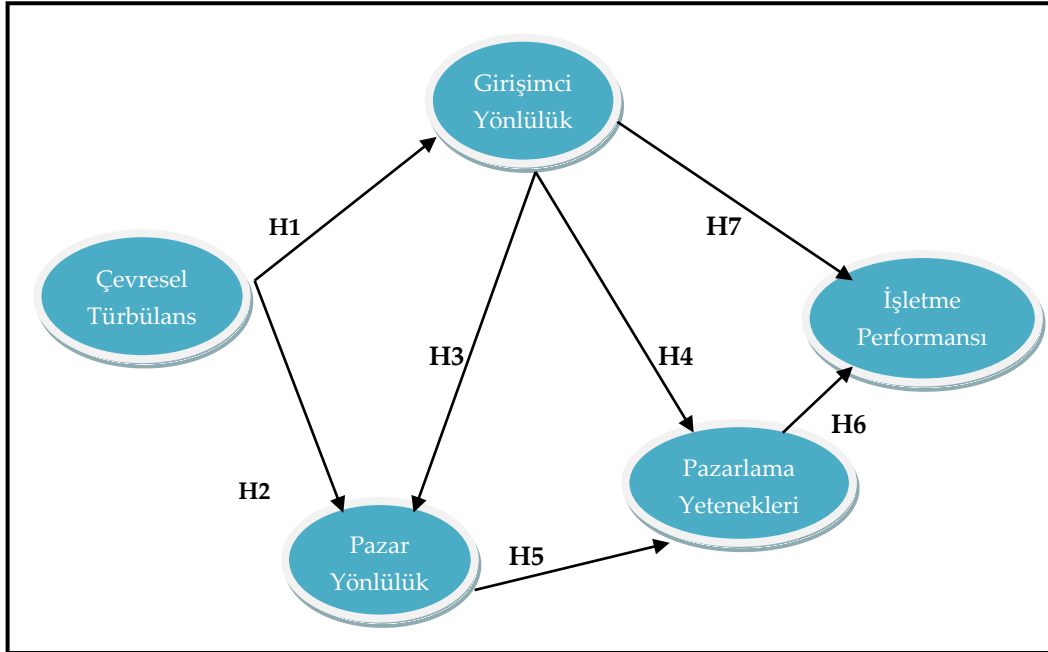 Girişimci
Yönlülük
H1
H7
Çevresel
Türbülans
İşletme
Performansı
H3
H4
H6
H2
Pazarlama
Yetenekleri
Pazar
Yönlülük
H5